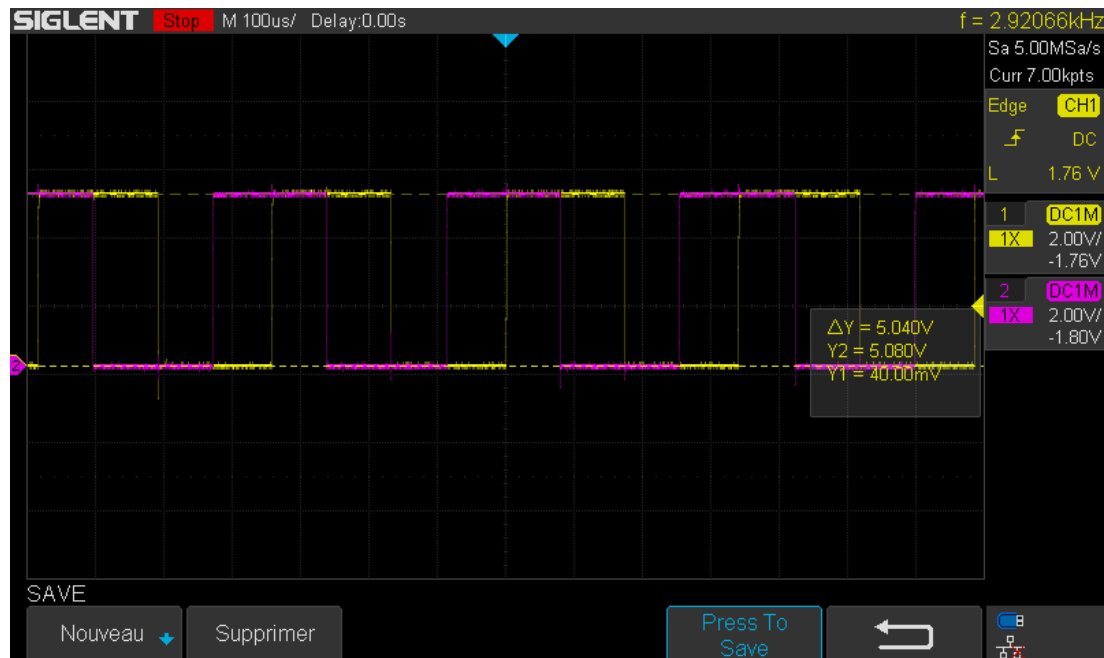 SIGLENT Stop M 100us/ Delay:0.00s f = 2.92066kHz
Sa 5.00MSa/s
Curr 7.00kpts
Edge CH1
DC
L 1.76 V
1 DC1M
1X 2.00V/
-1.76V
2 DC1M
1X 2.00V/
-1.80V
2
ΔY = 5.040V
Y2 = 5.080V
Y1 = 40.00mV
SAVE
Nouveau Supprimer Press To
Save